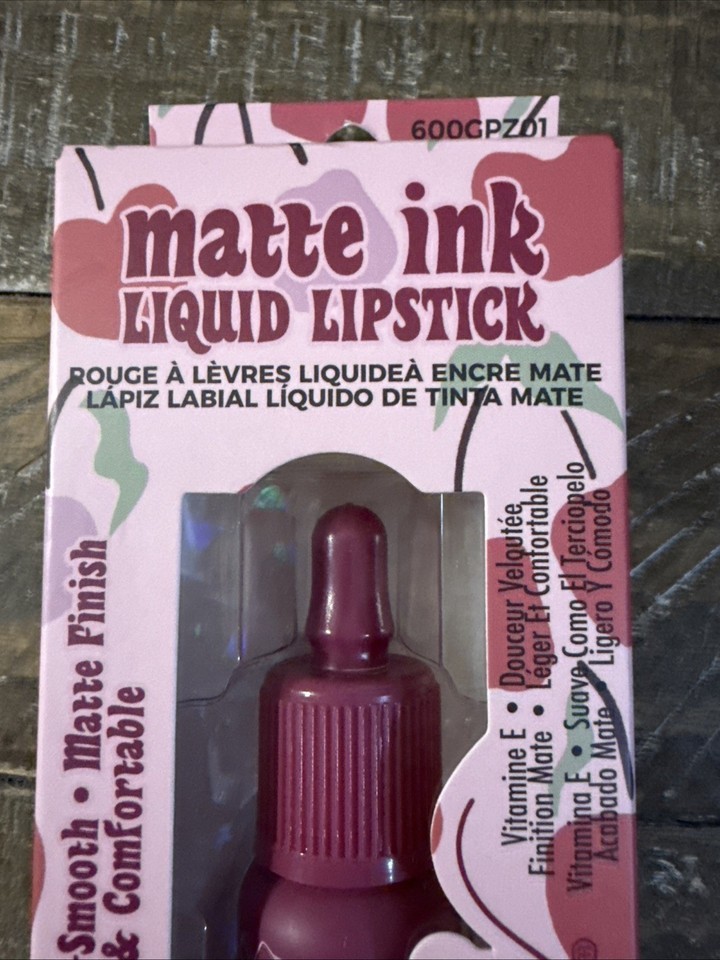 600GPZ01
matte ink
LIQUID LIPSTICK
ROUGE À LÈVRES LIQUIDEÀ ENCRE MATE
LÁPIZ LABIAL LÍQUIDO DE TINTA MATE
Smooth • Matte Finish
& Comfortable
Vitamine E • Douceur Veloutée
Finition Mate • Léger Et Confortable
Vitamina E • Suave Como El Terciopelo
Acabado Mate • Ligero Y Cómodo